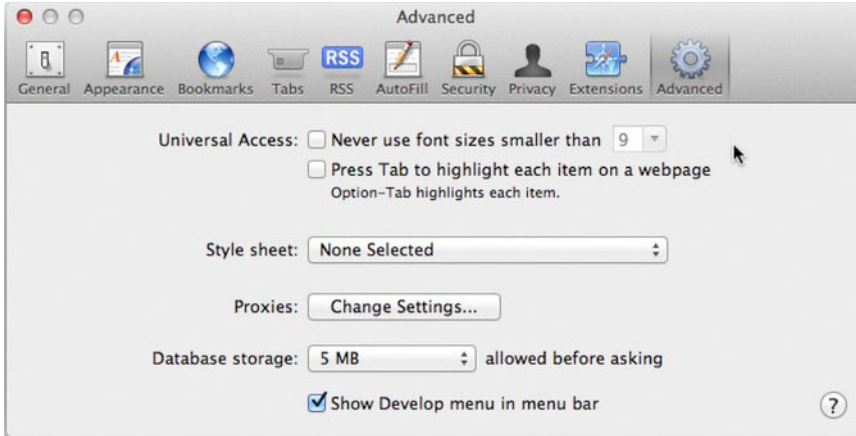 Advanced
RSS
General Appearance Bookmarks Tabs RSS AutoFill Security Privacy Extensions Advanced
Universal Access: Never use font sizes smaller than 9
Press Tab to highlight each item on a webpage
Option-Tab highlights each item.
Style sheet: None Selected
Proxies: Change Settings...
Database storage: 5 MB allowed before asking
Show Develop menu in menu bar
?